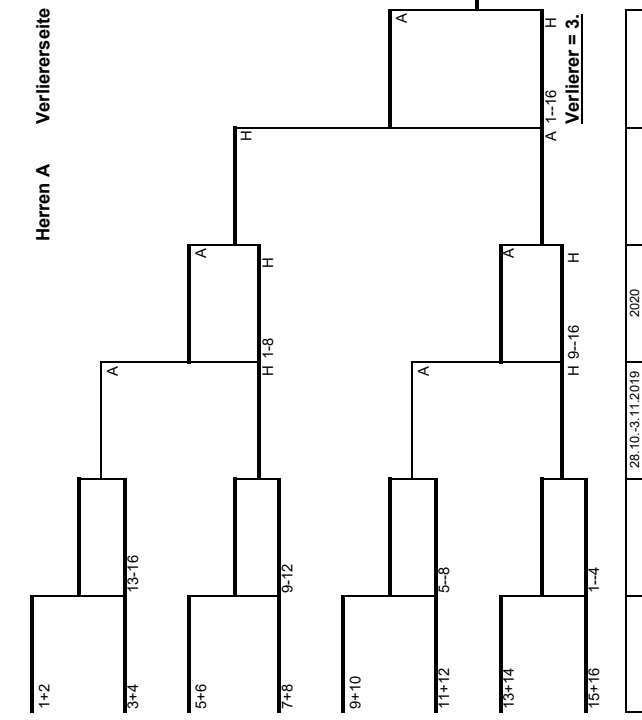 Herren A Verliererseite
1+2
3+4
13-16
5+6
7+8
9-12
9+10
11+12
5--8
13+14
15+16
1--4
A
H
H 1-8
A
H
A
H 9--16
A
H
H
A 1--16
A
H
Verlierer = 3.
28.10.-3.11.2019
2020